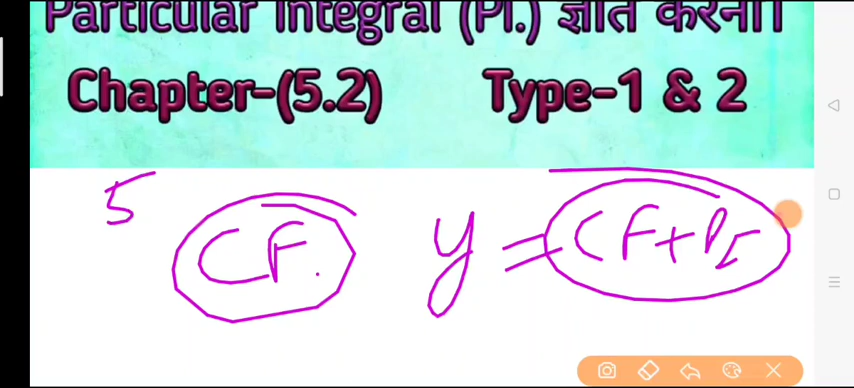 Particular Integral (PI.) ज्ञात करना।
Chapter-(5.2) Type-1 & 2
5 CF. y = CF+PI